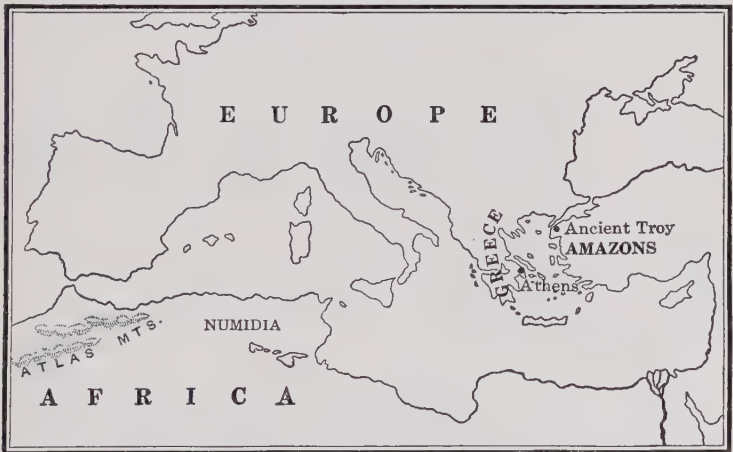 EUROPE
GREECE
Ancient Troy
AMAZONS
Athens
NUMIDIA
ATLAS MTS.
AFRICA